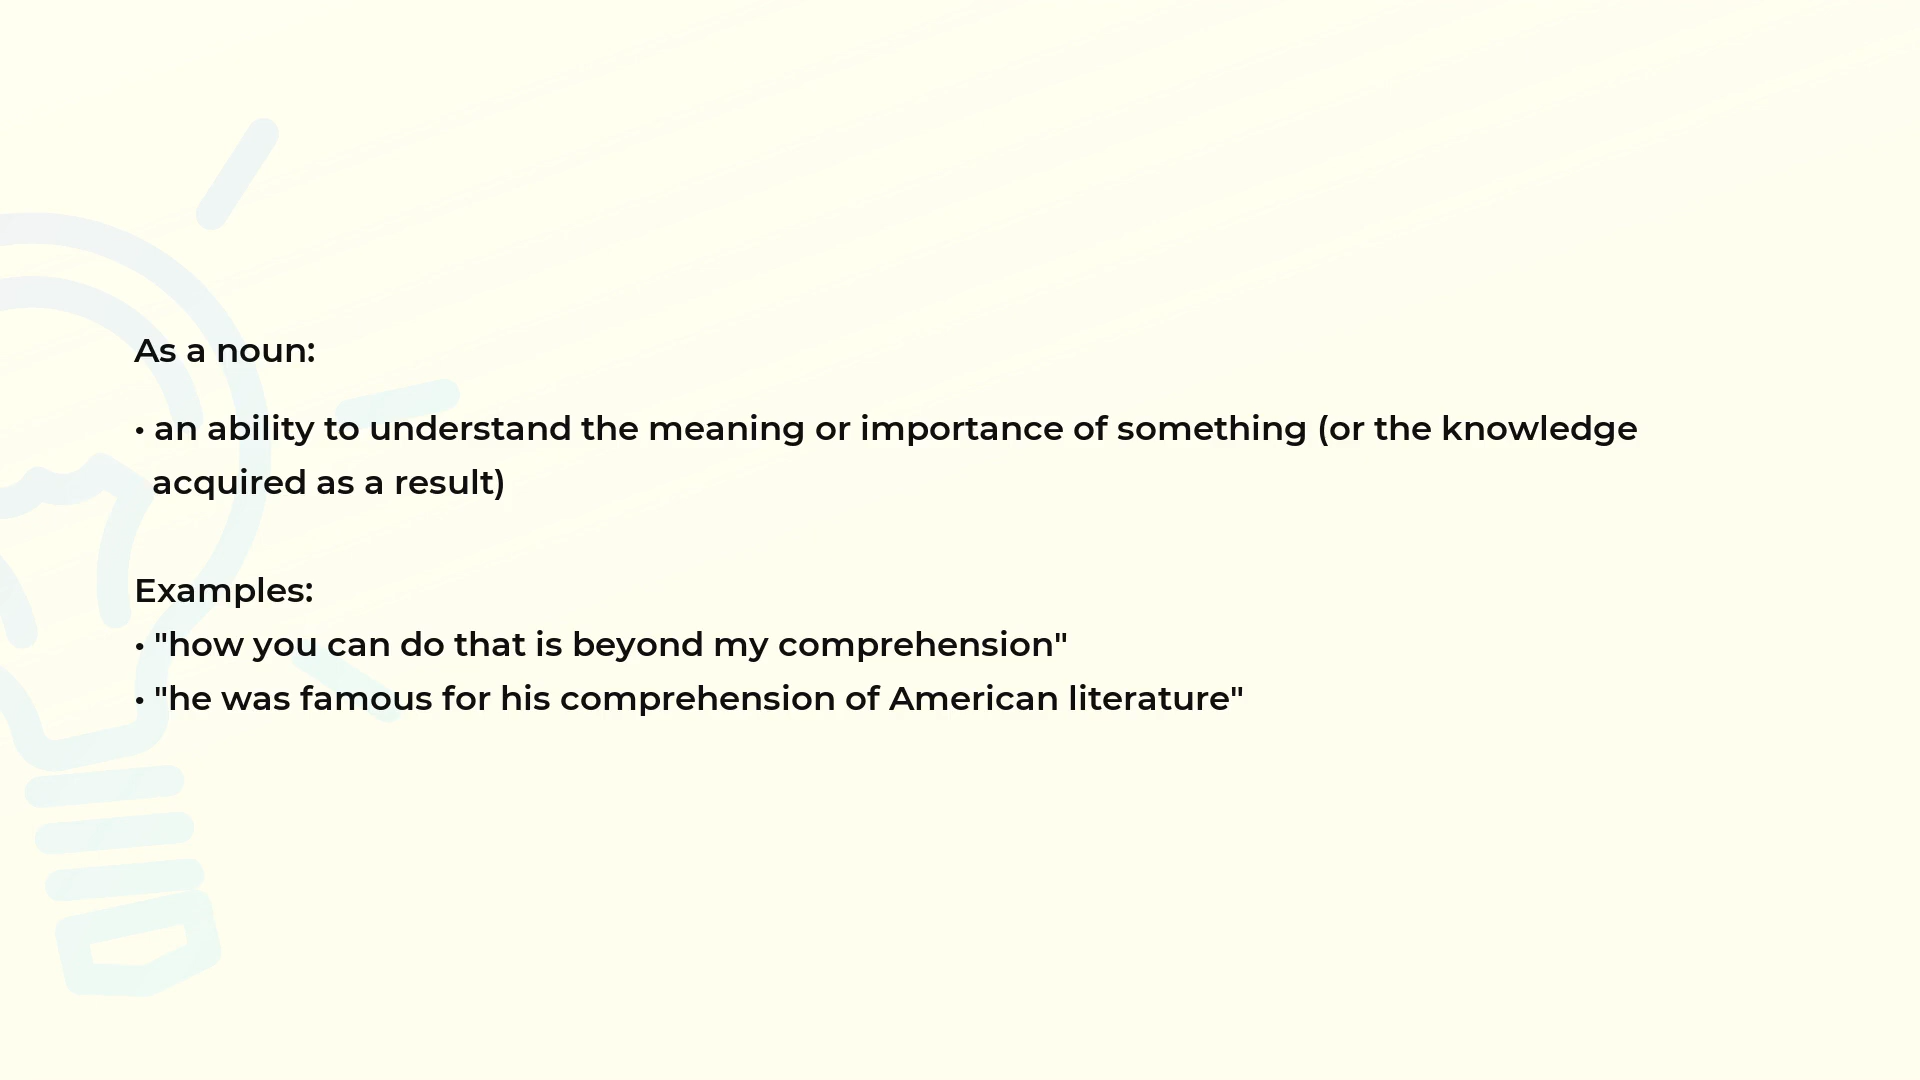 As a noun:
• an ability to understand the meaning or importance of something (or the knowledge
acquired as a result)
Examples:
• "how you can do that is beyond my comprehension"
• "he was famous for his comprehension of American literature"